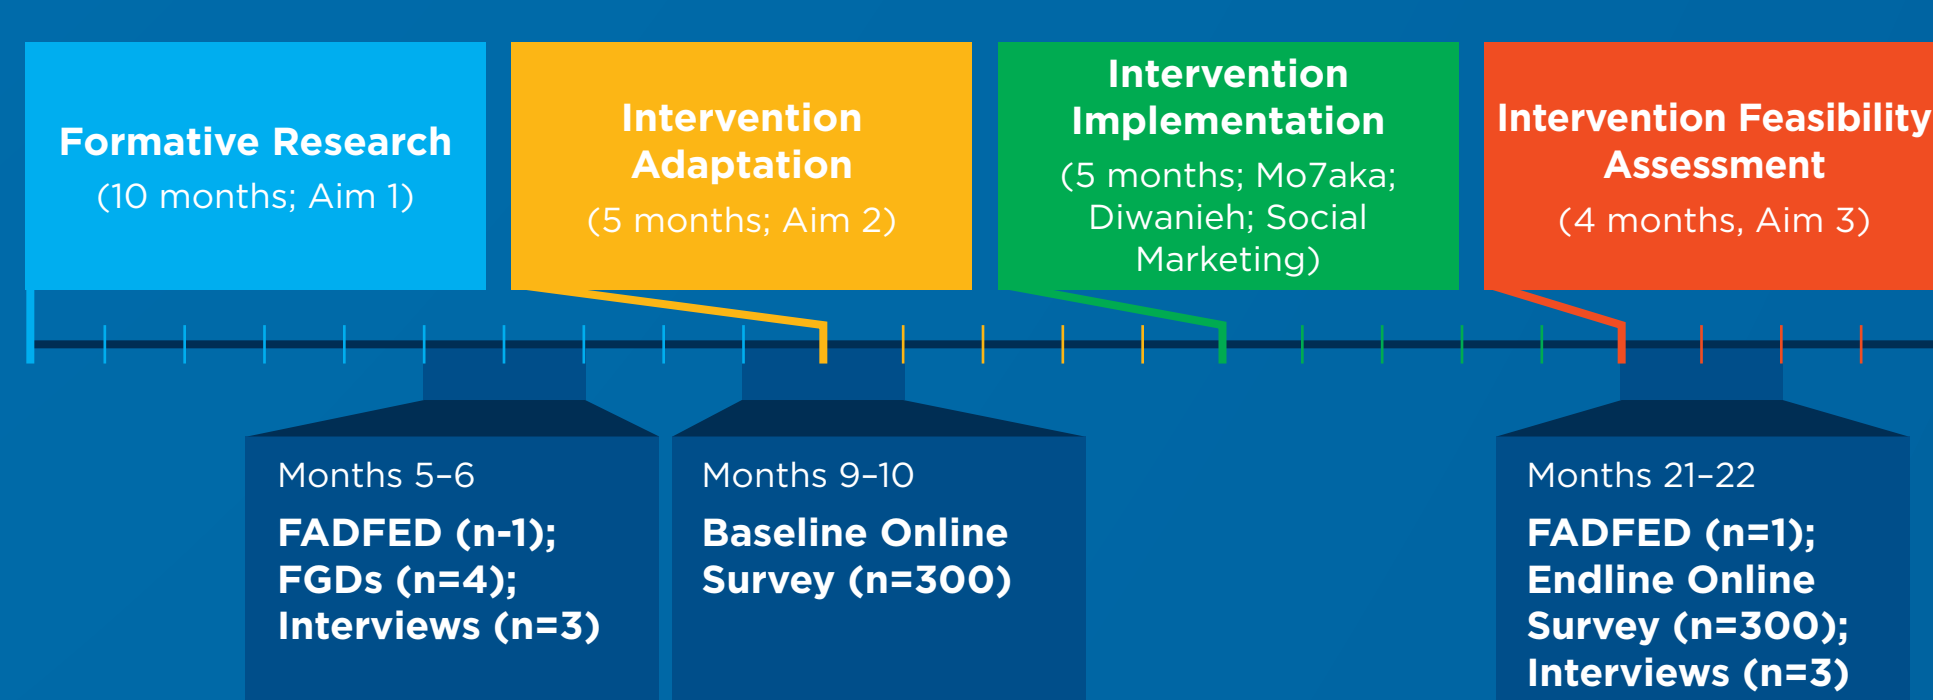 Formative Research
(10 months; Aim 1)
Intervention
Adaptation
(5 months; Aim 2)
Intervention
Implementation
(5 months; Mo7aka;
Diwanieh; Social
Marketing)
Intervention Feasibility
Assessment
(4 months, Aim 3)
Months 5–6
FADFED (n-1);
FGDs (n=4);
Interviews (n=3)
Months 9–10
Baseline Online
Survey (n=300)
Months 21–22
FADFED (n=1);
Endline Online
Survey (n=300);
Interviews (n=3)